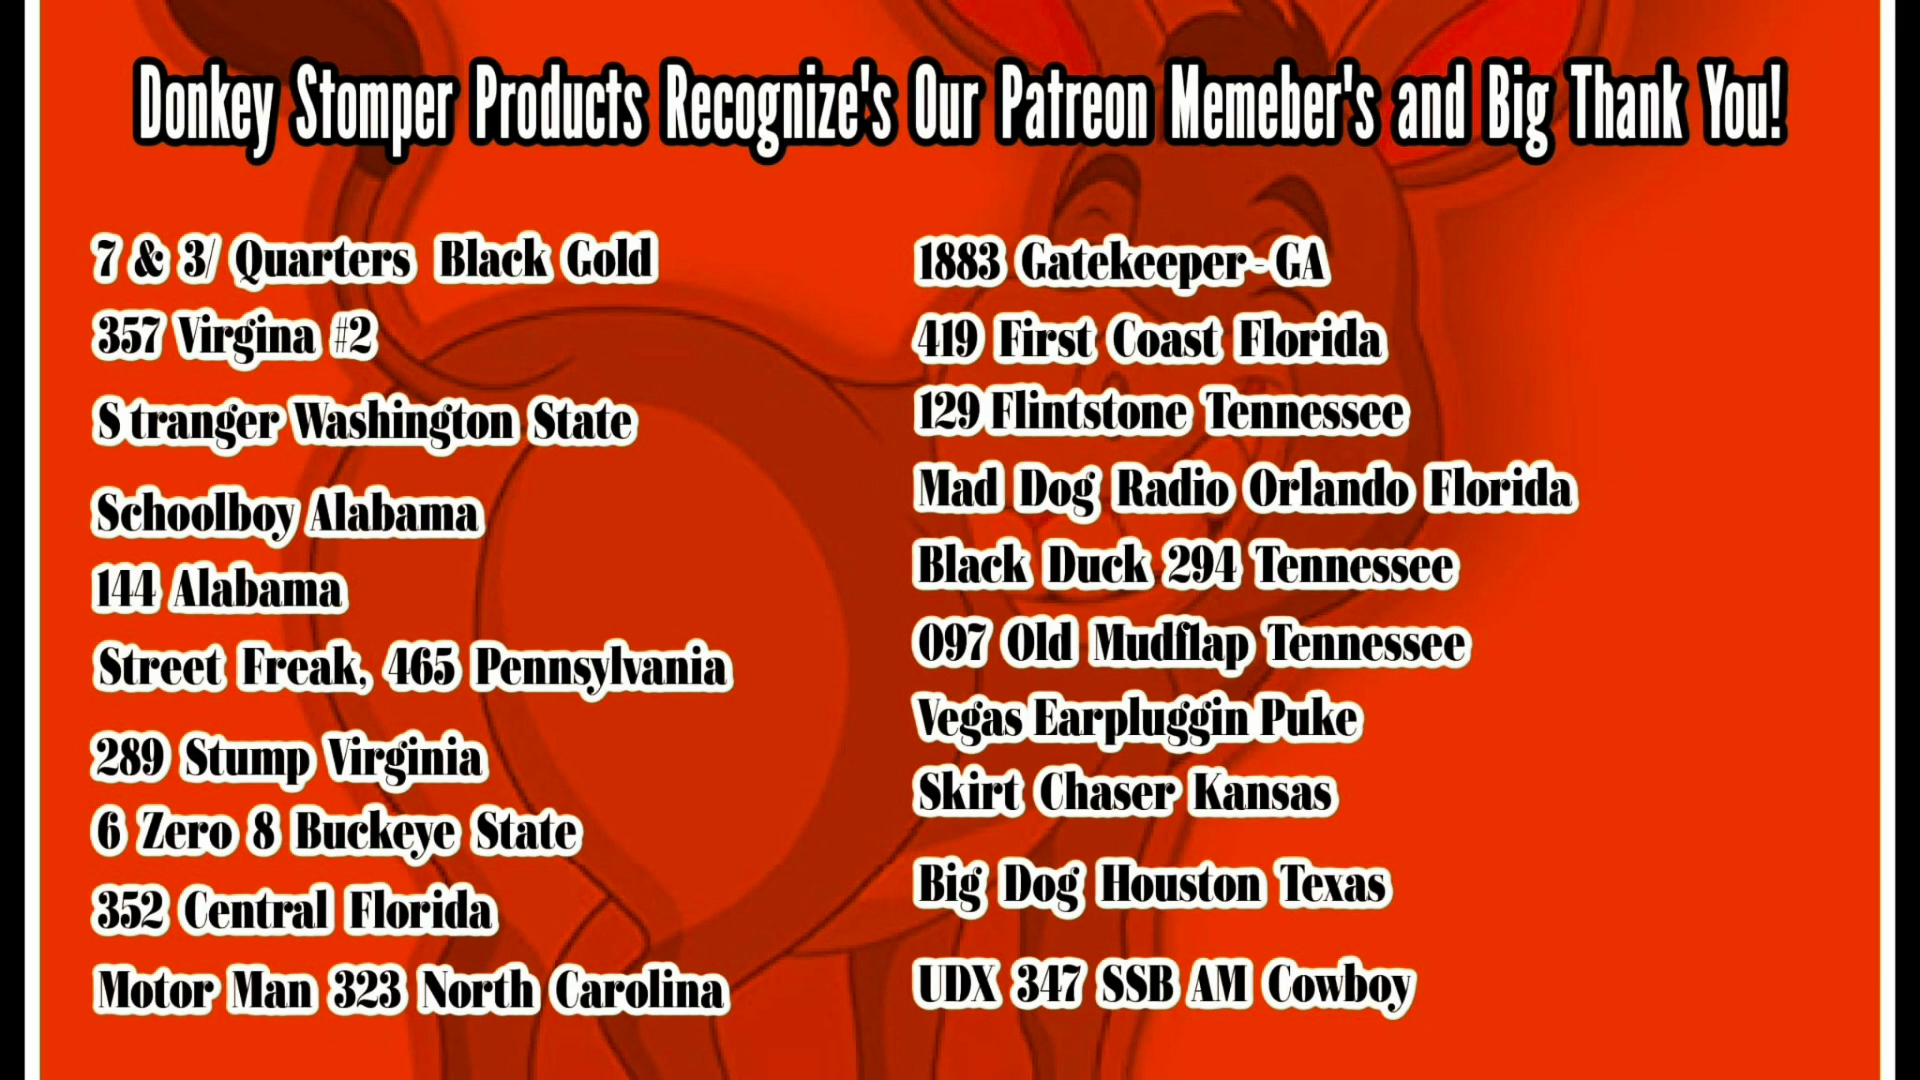 Donkey Stomper Products Recognize's Our Patreon Memeber's and Big Thank You!
7 & 3/ Quarters Black Gold
357 Virgina #2
S tranger Washington State
Schoolboy Alabama
144 Alabama
Street Freak, 465 Pennsylvania
289 Stump Virginia
6 Zero 8 Buckeye State
352 Central Florida
Motor Man 323 North Carolina
1883 Gatekeeper - GA
419 First Coast Florida
129 Flintstone Tennessee
Mad Dog Radio Orlando Florida
Black Duck 294 Tennessee
097 Old Mudflap Tennessee
Vegas Earpluggin Puke
Skirt Chaser Kansas
Big Dog Houston Texas
UDX 347 SSB AM Cowboy